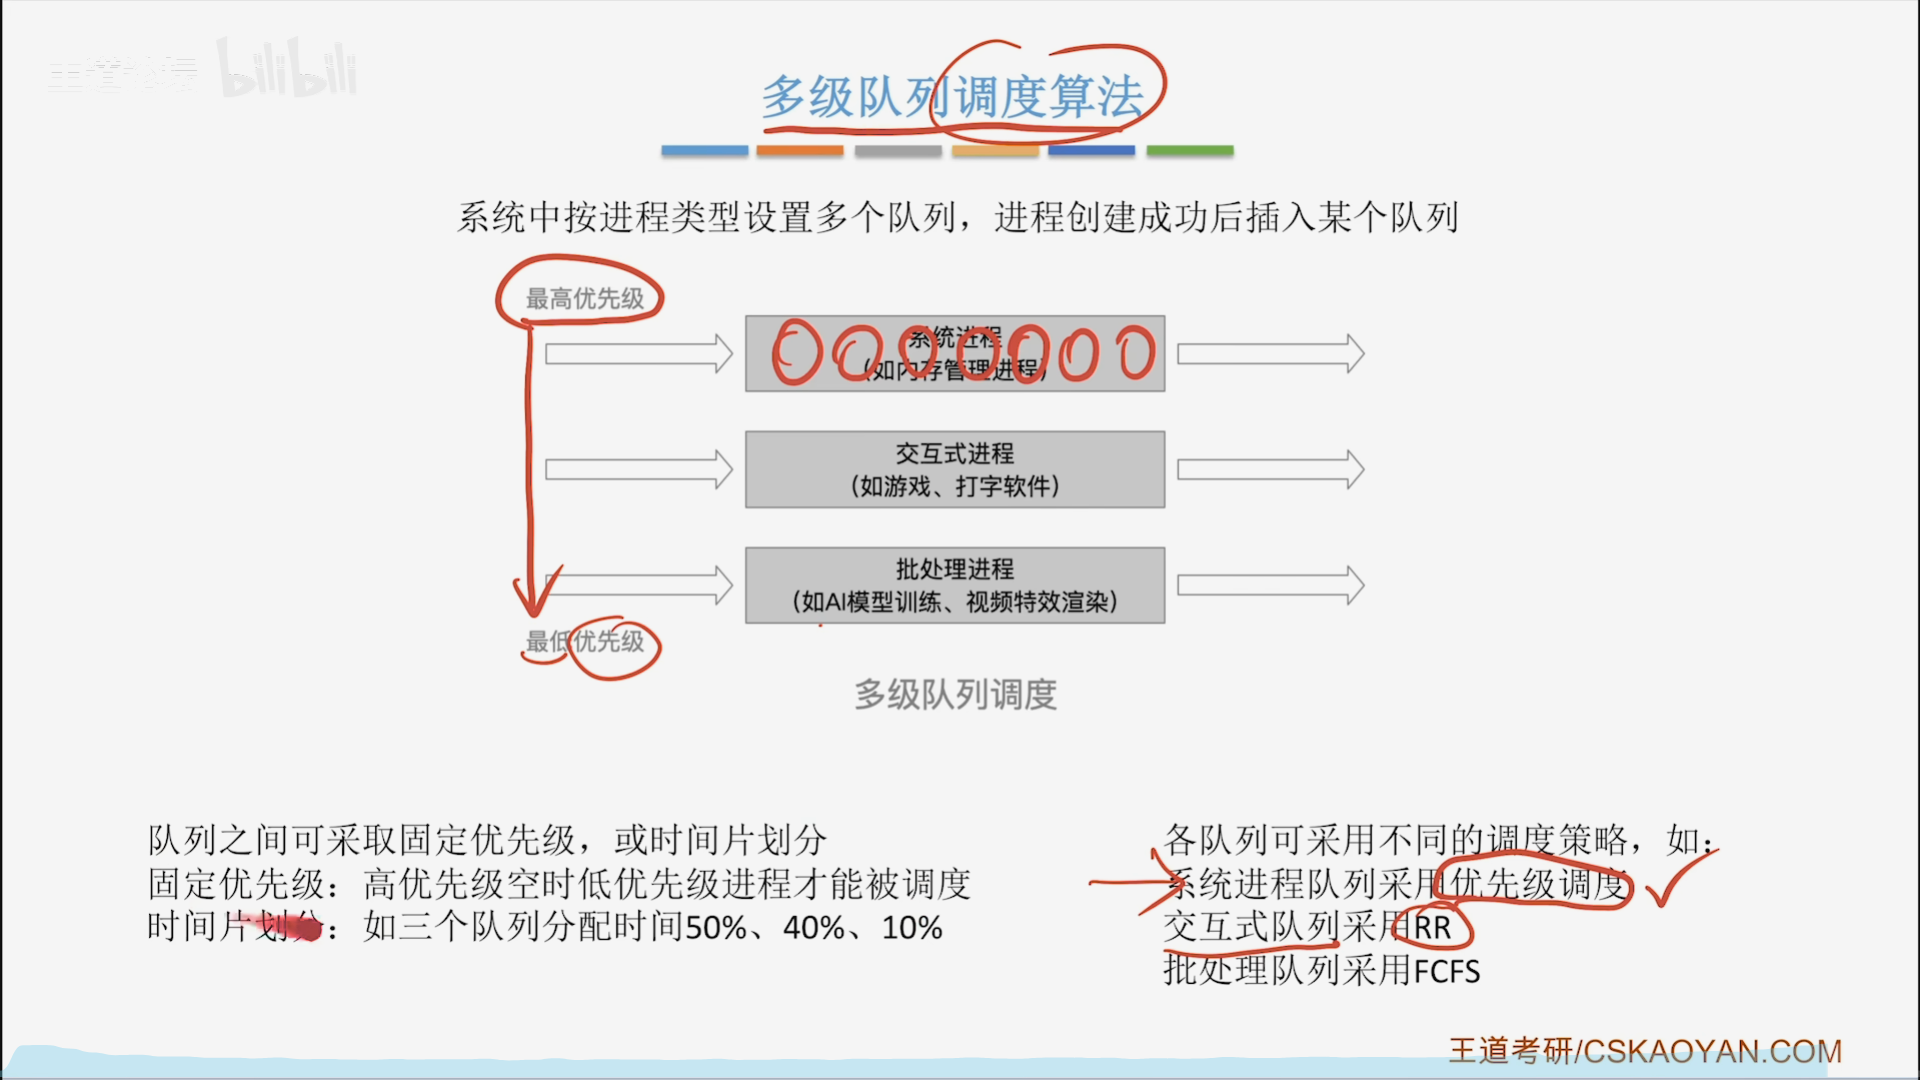 王道论坛 bilibili
多级队列调度算法
系统中按进程类型设置多个队列，进程创建成功后插入某个队列
最高优先级
系统进程
（如内存管理进程）
交互式进程
（如游戏、打字软件）
批处理进程
（如AI模型训练、视频特效渲染）
最低优先级
多级队列调度
队列之间可采取固定优先级，或时间片划分
固定优先级：高优先级空时低优先级进程才能被调度
时间片划分：如三个队列分配时间50%、40%、10%
各队列可采用不同的调度策略，如：
系统进程队列采用优先级调度
交互式队列采用RR
批处理队列采用FCFS
王道考研/CSKAOYAN.COM